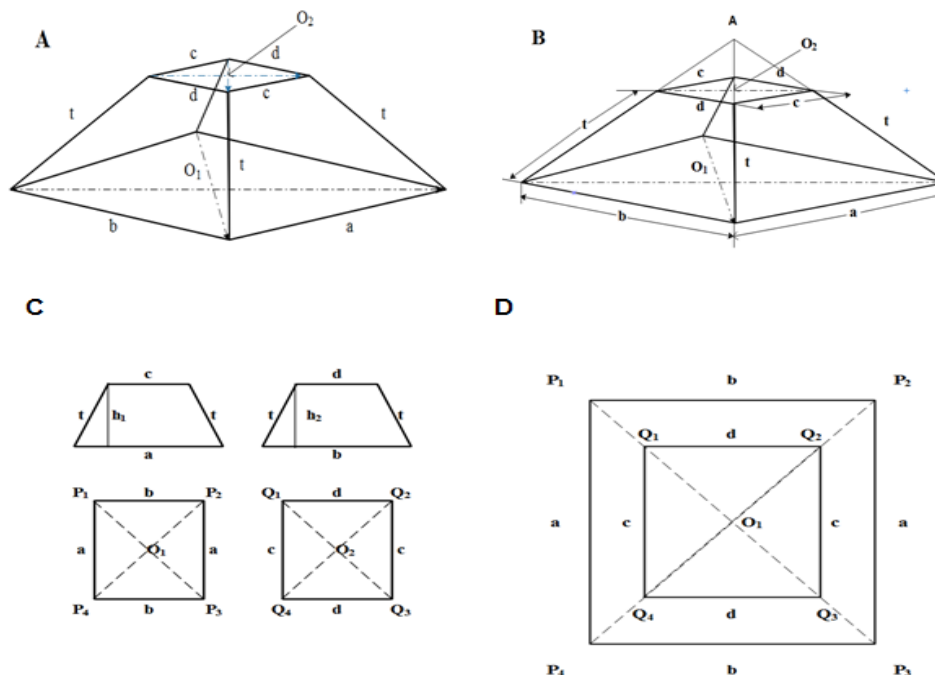 A
O₂
c
d
d
c
t
t
O₁
t
b
a
B
A
O₂
c
d
d
c
t
t
O₁
t
b
a
C
c
t
h₁
t
a
d
t
h₂
t
b
P₁ b P₂
a O₁ a
P₄ b P₃
Q₁ d Q₂
c O₂ c
Q₄ d Q₃
D
P₁ b P₂
Q₁ d Q₂
a c O₁ c a
Q₄ d Q₃
P₄ b P₃